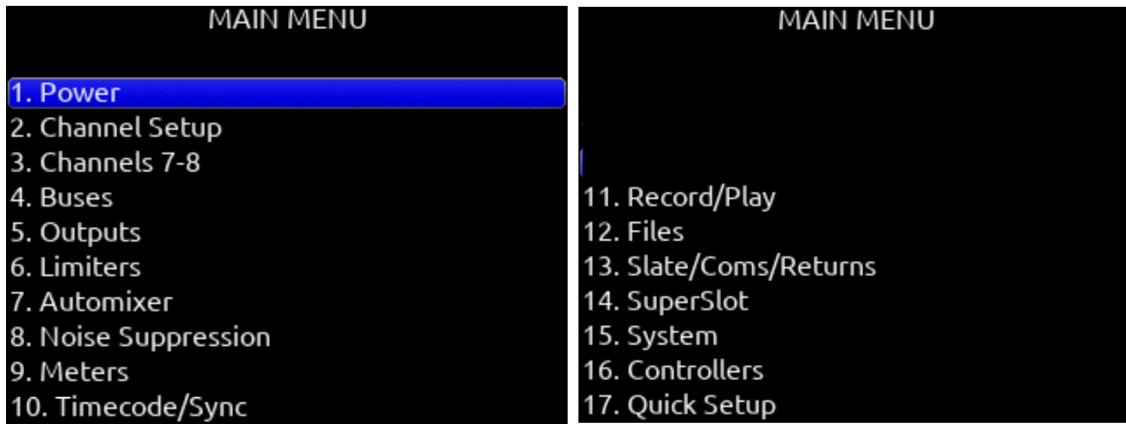 MAIN MENU
1. Power
2. Channel Setup
3. Channels 7-8
4. Buses
5. Outputs
6. Limiters
7. Automixer
8. Noise Suppression
9. Meters
10. Timecode/Sync
MAIN MENU
11. Record/Play
12. Files
13. Slate/Coms/Returns
14. SuperSlot
15. System
16. Controllers
17. Quick Setup